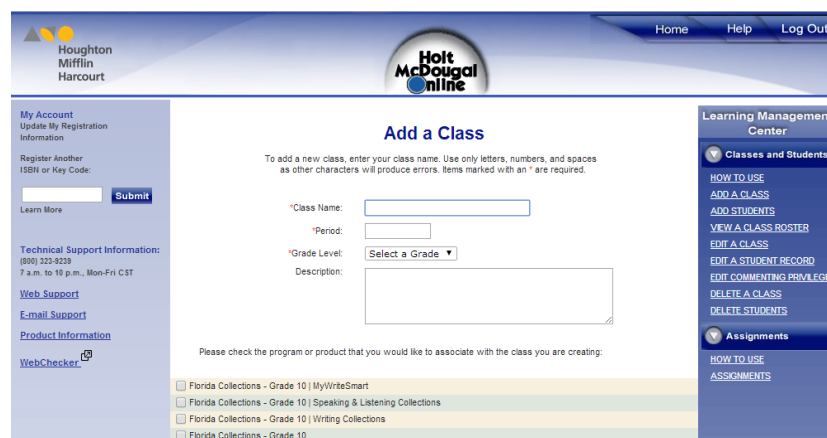 Houghton
Mifflin
Harcourt
Holt
McDougal
Online
Home Help Log Out
My Account
Update My Registration
Information
Register Another
ISBN or Key Code:
Submit
Learn More
Technical Support Information:
(800) 323-9239
7 a.m. to 10 p.m., Mon-Fri CST
Web Support
E-mail Support
Product Information
WebChecker
Add a Class
To add a new class, enter your class name. Use only letters, numbers, and spaces
as other characters will produce errors. Items marked with an * are required.
*Class Name:
*Period:
*Grade Level: Select a Grade
Description:
Please check the program or product that you would like to associate with the class you are creating:
Florida Collections - Grade 10 | MyWriteSmart
Florida Collections - Grade 10 | Speaking & Listening Collections
Florida Collections - Grade 10 | Writing Collections
Florida Collections - Grade 10
Learning Managemen
Center
Classes and Students
HOW TO USE
ADD A CLASS
ADD STUDENTS
VIEW A CLASS ROSTER
EDIT A CLASS
EDIT A STUDENT RECORD
EDIT COMMENTING PRIVILEGE
DELETE A CLASS
DELETE STUDENTS
Assignments
HOW TO USE
ASSIGNMENTS